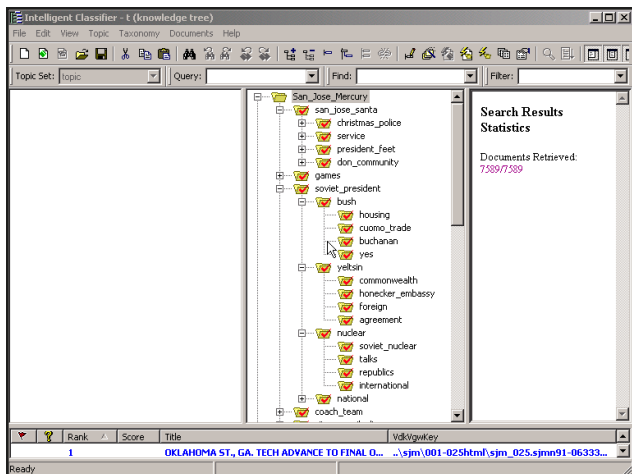 Intelligent Classifier - t (knowledge tree)
File Edit View Topic Taxonomy Documents Help
Topic Set: topic Query: Find: Filter:
San_Jose_Mercury
san_jose_santa
christmas_police
service
president_feet
don_community
games
soviet_president
bush
housing
cuomo_trade
buchanan
yes
yeltsin
commonwealth
honecker_embassy
foreign
agreement
nuclear
soviet_nuclear
talks
republics
international
national
coach_team
Search Results
Statistics
Documents Retrieved:
7589/7589
Rank Score Title VdkVgwKey
1 OKLAHOMA ST., GA. TECH ADVANCE TO FINAL O... ..\sjm\001-025html\sjm_025.sjmn91-06333...
Ready